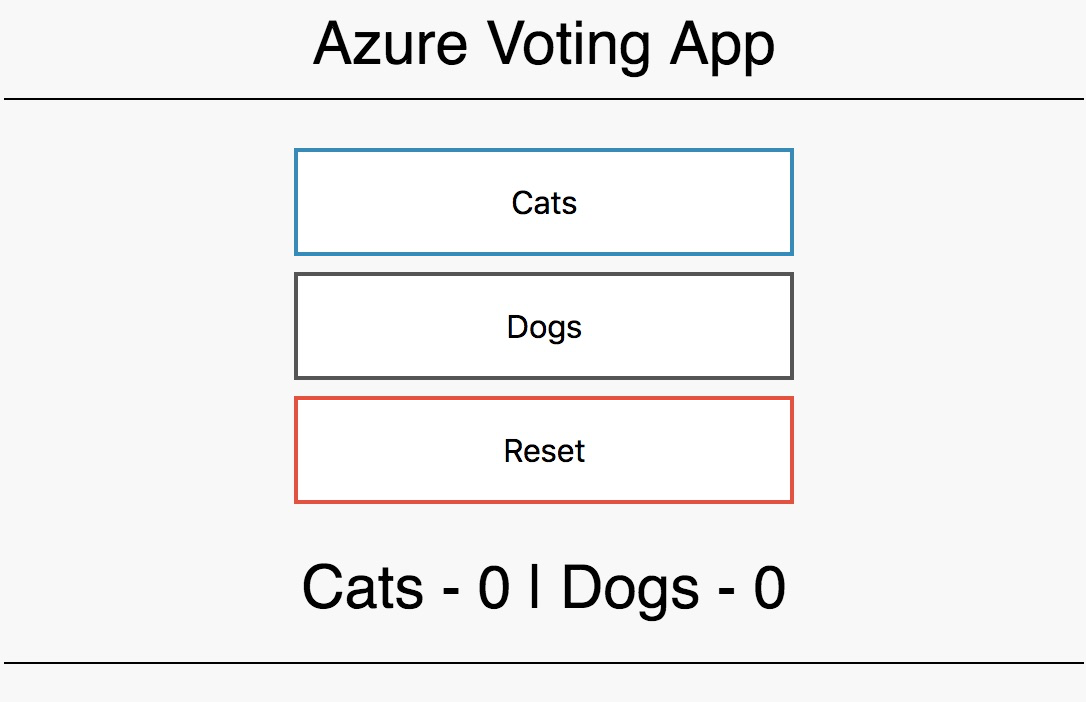 Azure Voting App
Cats
Dogs
Reset
Cats - 0 | Dogs - 0